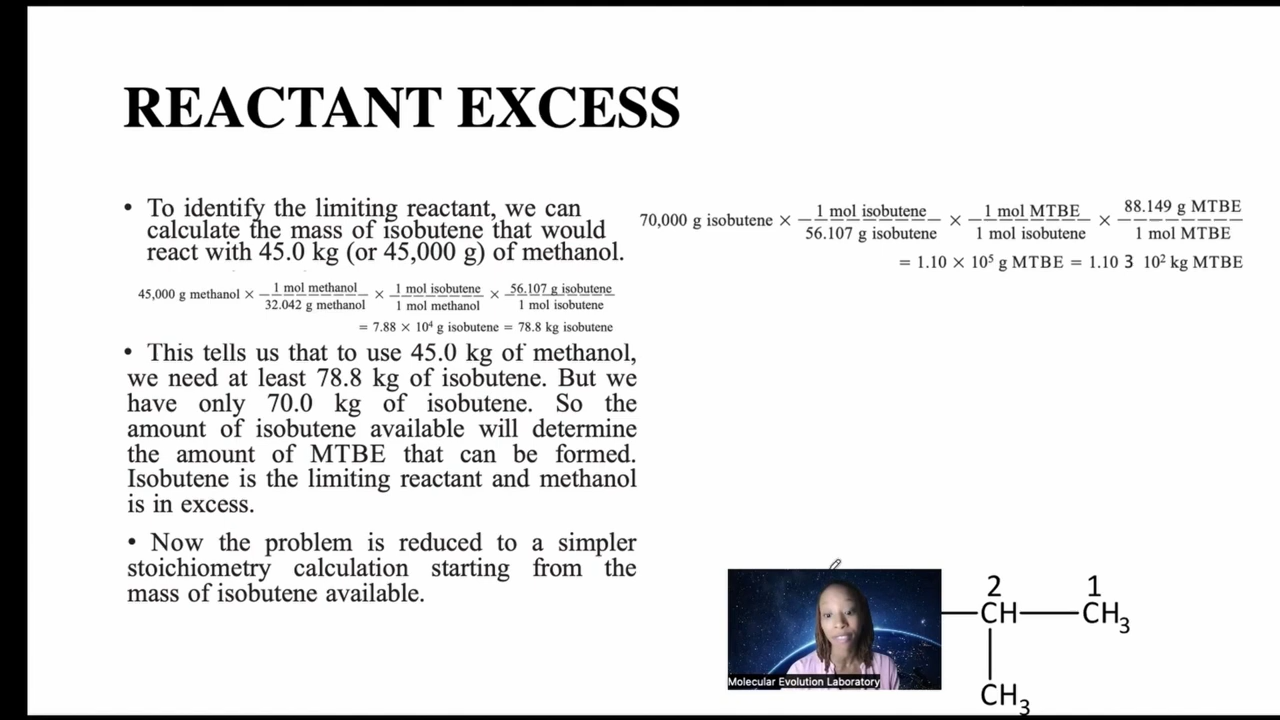 REACTANT EXCESS
• To identify the limiting reactant, we can
calculate the mass of isobutene that would
react with 45.0 kg (or 45,000 g) of methanol.
45,000 g methanol × 1 mol methanol / 32.042 g methanol × 1 mol isobutene / 1 mol methanol × 56.107 g isobutene / 1 mol isobutene
= 7.88 × 10⁴ g isobutene = 78.8 kg isobutene
• This tells us that to use 45.0 kg of methanol,
we need at least 78.8 kg of isobutene. But we
have only 70.0 kg of isobutene. So the
amount of isobutene available will determine
the amount of MTBE that can be formed.
Isobutene is the limiting reactant and methanol
is in excess.
• Now the problem is reduced to a simpler
stoichiometry calculation starting from the
mass of isobutene available.
70,000 g isobutene × 1 mol isobutene / 56.107 g isobutene × 1 mol MTBE / 1 mol isobutene × 88.149 g MTBE / 1 mol MTBE
= 1.10 × 10⁵ g MTBE = 1.10 3 10² kg MTBE
Molecular Evolution Laboratory
2 1
CH CH₃
CH₃